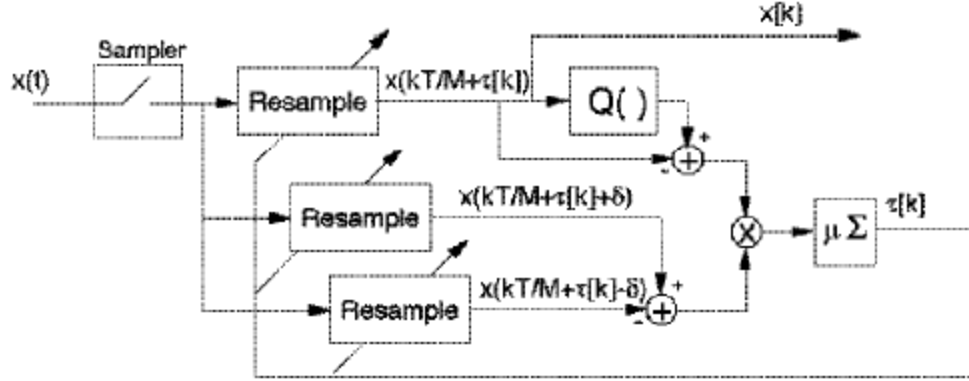 x[k]
Sampler
x(t)
Resample
x(kT/M+τ[k])
Q( )
+
-
+
Resample
x(kT/M+τ[k]+δ)
X
μ Σ
τ[k]
Resample
x(kT/M+τ[k]-δ)
+
-
+